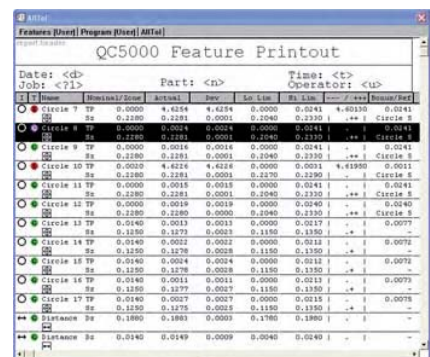 AllTol
Features [User] Program [User] AllTol
report header
QC5000 Feature Printout
Date: <d> Time: <t>
Job: <?1> Part: <n> Operator: <u>
I T Name Nominal/Zone Actual Dev Lo Lim Hi Lim --- / +++ Bonus/Ref
Circle 7 TP 0.0000 4.6254 4.6254 0.0000 0.0241 4.60130 0.0241
Sz 0.2280 0.2281 0.0001 0.2040 0.2330 | .++ | Circle 5
Circle 8 TP 0.0000 0.0024 0.0024 0.0000 0.0241 0.0241
Sz 0.2280 0.2281 0.0001 0.2040 0.2330 | .++ | Circle 5
Circle 9 TP 0.0000 0.0016 0.0016 0.0000 0.0241 | | 0.0241
Sz 0.2280 0.2281 0.0001 0.2040 0.2330 | .++ | Circle 5
Circle 10 TP 0.0020 4.6226 4.6226 0.0000 0.0031 4.61950 0.0011
Sz 0.2280 0.2281 0.0001 0.2270 0.2290 | . | Circle 5
Circle 11 TP 0.0000 0.0015 0.0015 0.0000 0.0241 | | 0.0241
Sz 0.2280 0.2281 0.0001 0.2040 0.2330 | .++ | Circle 5
Circle 12 TP 0.0000 0.0019 0.0019 0.0000 0.0240 | | 0.0240
Sz 0.2280 0.2280 0.0000 0.2040 0.2330 | .++ | Circle 5
Circle 13 TP 0.0140 0.0013 0.0013 0.0000 0.0217 | | 0.0077
Sz 0.1250 0.1273 0.0023 0.1150 0.1350 | .+ | -
Circle 14 TP 0.0140 0.0022 0.0022 0.0000 0.0212 | | 0.0072
Sz 0.1250 0.1278 0.0028 0.1150 0.1350 | .+ | -
Circle 15 TP 0.0140 0.0024 0.0024 0.0000 0.0212 | | 0.0072
Sz 0.1250 0.1278 0.0028 0.1150 0.1350 | .+ | -
Circle 16 TP 0.0140 0.0011 0.0011 0.0000 0.0213 | | 0.0073
Sz 0.1250 0.1277 0.0027 0.1150 0.1350 | .+ | -
Circle 17 TP 0.0140 0.0027 0.0027 0.0000 0.0215 | | 0.0075
Sz 0.1250 0.1275 0.0025 0.1150 0.1350 | .+ | -
Distance Ds 0.1880 0.1883 0.0003 0.1780 0.1980 | . |
Distance Ds 0.0140 0.0149 0.0009 0.0040 0.0240 | . |